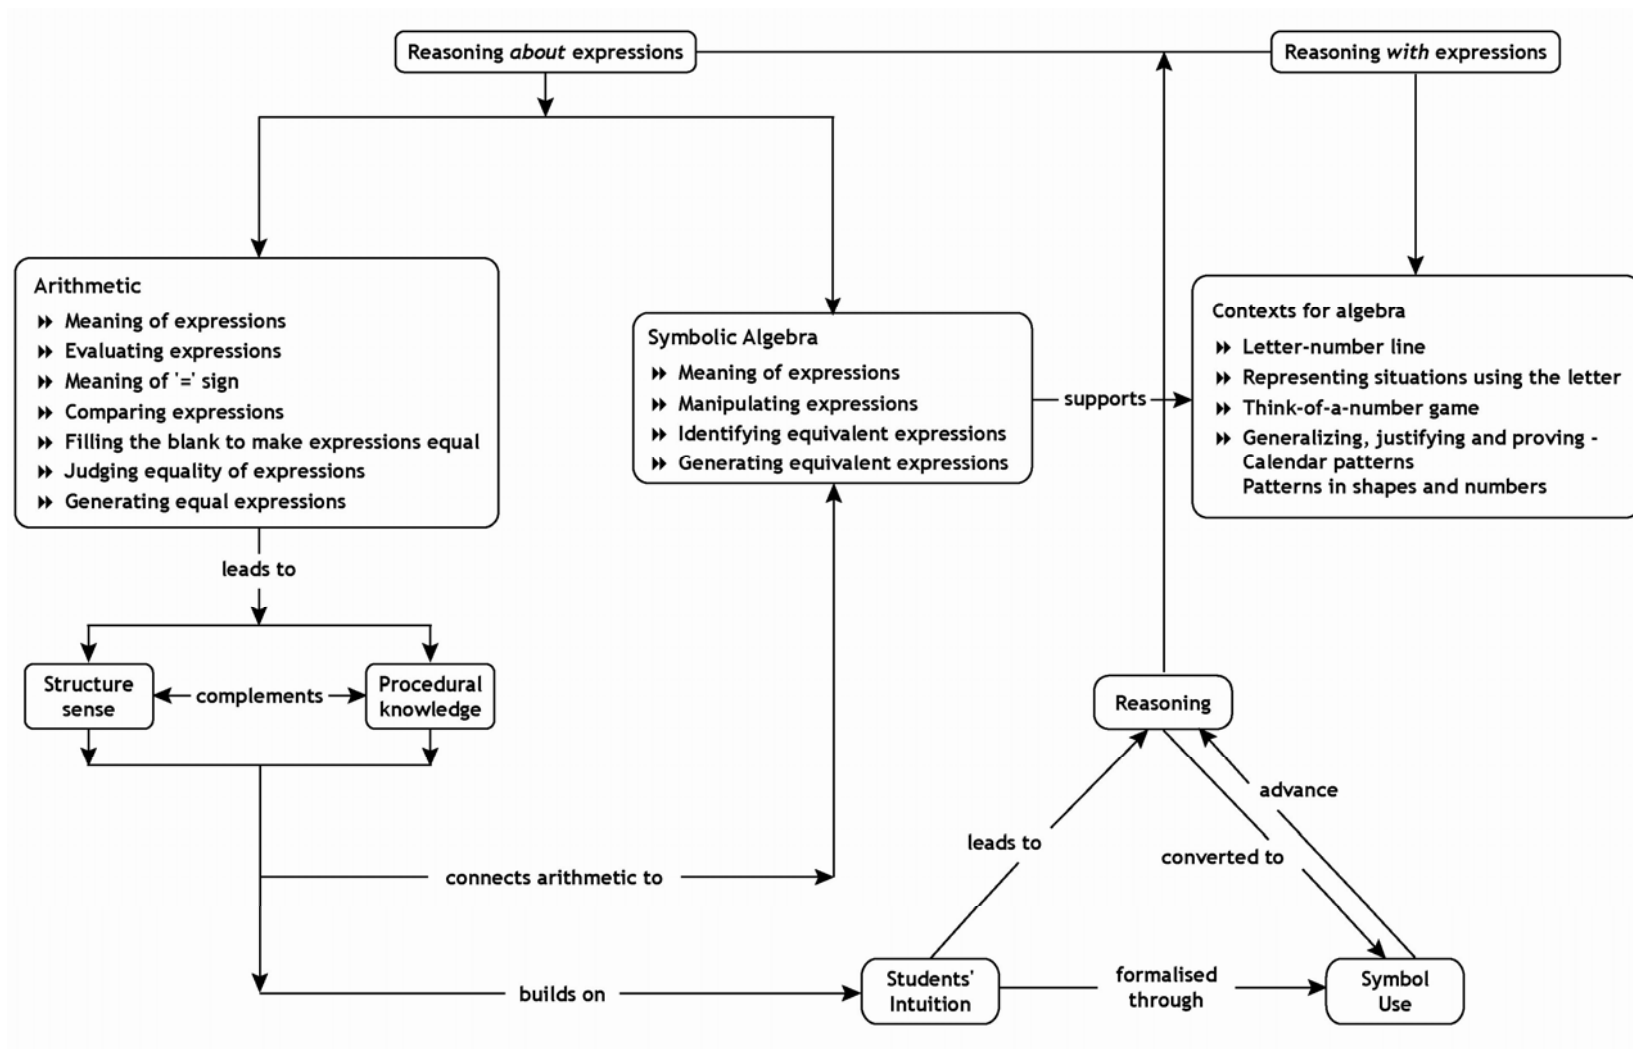 Reasoning about expressions
Reasoning with expressions
Arithmetic
Meaning of expressions
Evaluating expressions
Meaning of '=' sign
Comparing expressions
Filling the blank to make expressions equal
Judging equality of expressions
Generating equal expressions
Symbolic Algebra
Meaning of expressions
Manipulating expressions
Identifying equivalent expressions
Generating equivalent expressions
supports
Contexts for algebra
Letter-number line
Representing situations using the letter
Think-of-a-number game
Generalizing, justifying and proving -
Calendar patterns
Patterns in shapes and numbers
leads to
Structure
sense
complements
Procedural
knowledge
Reasoning
advance
leads to
converted to
connects arithmetic to
builds on
Students'
Intuition
formalised
through
Symbol
Use